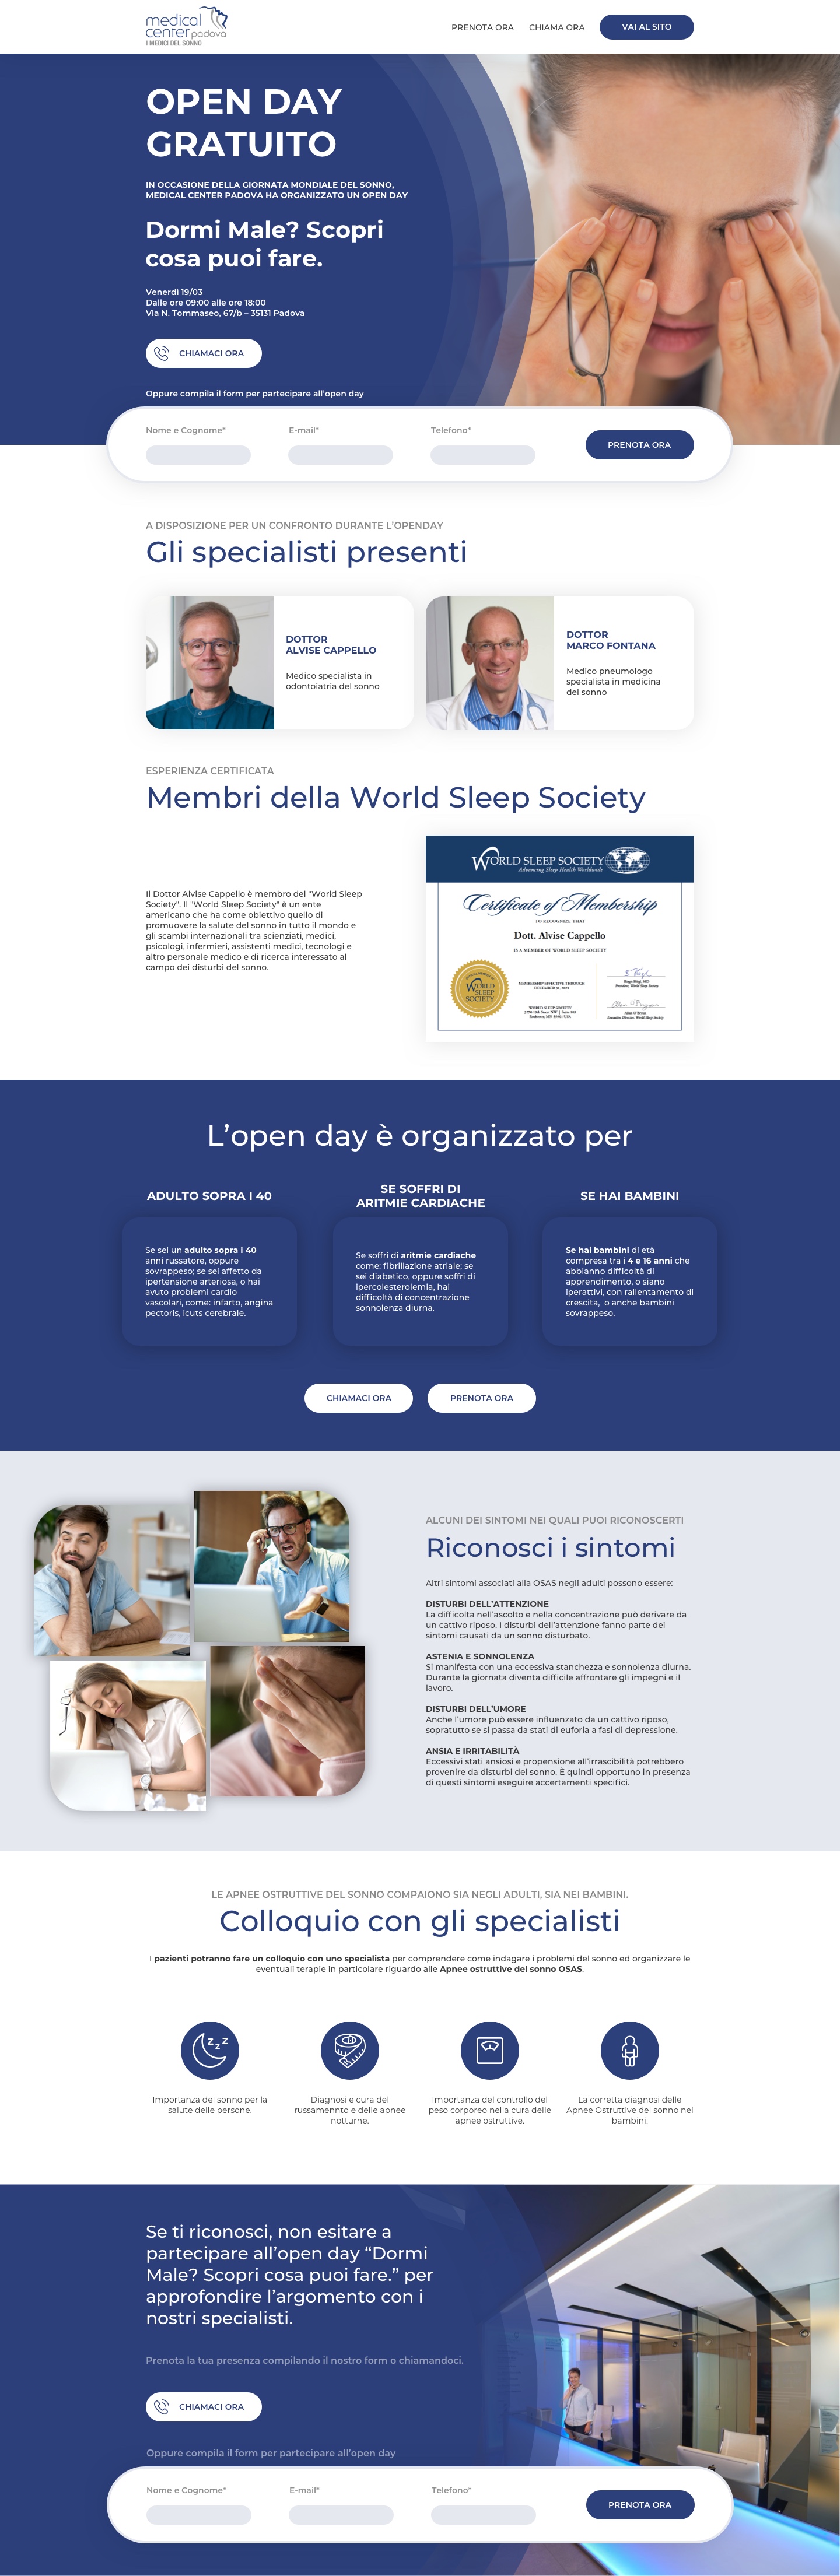 medical
center padova
I MEDICI DEL SONNO
PRENOTA ORA
CHIAMA ORA
VAI AL SITO
OPEN DAY
GRATUITO
IN OCCASIONE DELLA GIORNATA MONDIALE DEL SONNO,
MEDICAL CENTER PADOVA HA ORGANIZZATO UN OPEN DAY
Dormi Male? Scopri
cosa puoi fare.
Venerdì 19/03
Dalle ore 09:00 alle ore 18:00
Via N. Tommaseo, 67/b – 35131 Padova
CHIAMACI ORA
Oppure compila il form per partecipare all’open day
Nome e Cognome*
E-mail*
Telefono*
PRENOTA ORA
A DISPOSIZIONE PER UN CONFRONTO DURANTE L’OPENDAY
Gli specialisti presenti
DOTTOR
ALVISE CAPPELLO
Medico specialista in
odontoiatria del sonno
DOTTOR
MARCO FONTANA
Medico pneumologo
specialista in medicina
del sonno
ESPERIENZA CERTIFICATA
Membri della World Sleep Society
Il Dottor Alvise Cappello è membro del "World Sleep
Society". Il "World Sleep Society" è un ente
americano che ha come obiettivo quello di
promuovere la salute del sonno in tutto il mondo e
gli scambi internazionali tra scienziati, medici,
psicologi, infermieri, assistenti medici, tecnologi e
altro personale medico e di ricerca interessato al
campo dei disturbi del sonno.
WORLD SLEEP SOCIETY
Advancing Sleep Health Worldwide
Certificate of Membership
TO RECOGNIZE THAT
Dott. Alvise Cappello
IS A MEMBER OF WORLD SLEEP SOCIETY
WORLD
SLEEP
SOCIETY
MEMBERSHIP EFFECTIVE THROUGH
DECEMBER 31, 2021
WORLD SLEEP SOCIETY
L’open day è organizzato per
ADULTO SOPRA I 40
Se sei un adulto sopra i 40
anni russatore, oppure
sovrappeso; se sei affetto da
ipertensione arteriosa, o hai
avuto problemi cardio
vascolari, come: infarto, angina
pectoris, icuts cerebrale.
SE SOFFRI DI
ARITMIE CARDIACHE
Se soffri di aritmie cardiache
come: fibrillazione atriale; se
sei diabetico, oppure soffri di
ipercolesterolemia, hai
difficoltà di concentrazione
sonnolenza diurna.
SE HAI BAMBINI
Se hai bambini di età
compresa tra i 4 e 16 anni che
abbianno difficoltà di
apprendimento, o siano
iperattivi, con rallentamento di
crescita, o anche bambini
sovrappeso.
CHIAMACI ORA
PRENOTA ORA
ALCUNI DEI SINTOMI NEI QUALI PUOI RICONOSCERTI
Riconosci i sintomi
Altri sintomi associati alla OSAS negli adulti possono essere:
DISTURBI DELL’ATTENZIONE
La difficolta nell’ascolto e nella concentrazione può derivare da
un cattivo riposo. I disturbi dell’attenzione fanno parte dei
sintomi causati da un sonno disturbato.
ASTENIA E SONNOLENZA
Si manifesta con una eccessiva stanchezza e sonnolenza diurna.
Durante la giornata diventa difficile affrontare gli impegni e il
lavoro.
DISTURBI DELL’UMORE
Anche l’umore può essere influenzato da un cattivo riposo,
sopratutto se si passa da stati di euforia a fasi di depressione.
ANSIA E IRRITABILITÀ
Eccessivi stati ansiosi e propensione all’irrascibilità potrebbero
provenire da disturbi del sonno. È quindi opportuno in presenza
di questi sintomi eseguire accertamenti specifici.
LE APNEE OSTRUTTIVE DEL SONNO COMPAIONO SIA NEGLI ADULTI, SIA NEI BAMBINI.
Colloquio con gli specialisti
I pazienti potranno fare un colloquio con uno specialista per comprendere come indagare i problemi del sonno ed organizzare le
eventuali terapie in particolare riguardo alle Apnee ostruttive del sonno OSAS.
z z z
Importanza del sonno per la
salute delle persone.
Diagnosi e cura del
russamennto e delle apnee
notturne.
Importanza del controllo del
peso corporeo nella cura delle
apnee ostruttive.
La corretta diagnosi delle
Apnee Ostruttive del sonno nei
bambini.
Se ti riconosci, non esitare a
partecipare all’open day “Dormi
Male? Scopri cosa puoi fare.” per
approfondire l’argomento con i
nostri specialisti.
Prenota la tua presenza compilando il nostro form o chiamandoci.
CHIAMACI ORA
Oppure compila il form per partecipare all’open day
Nome e Cognome*
E-mail*
Telefono*
PRENOTA ORA